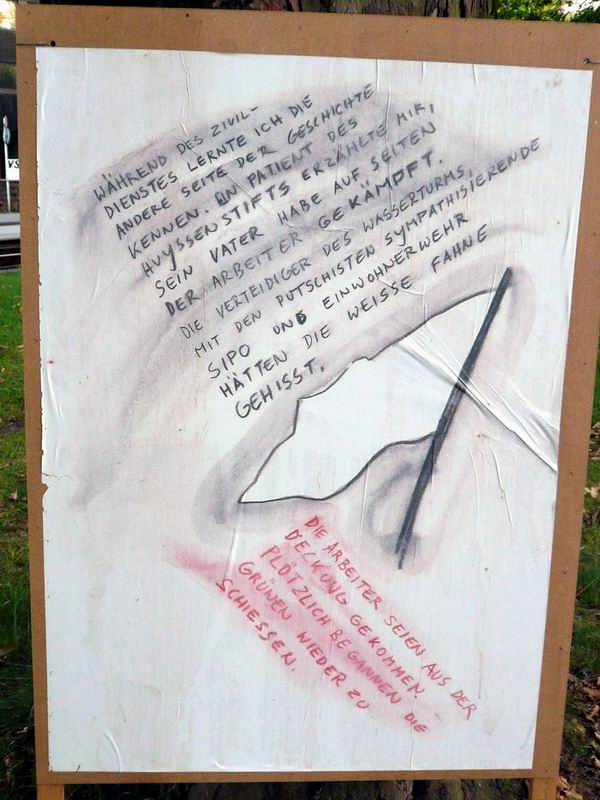 WÄHREND DES ZIVIL-
DIENSTES LERNTE ICH DIE
ANDERE SEITE DER GESCHICHTE
KENNEN. EIN PATIENT DES
HUYSSENSTIFTS ERZÄHLTE MIR,
SEIN VATER HABE AUF SEITEN
DER ARBEITER GEKÄMPFT.
DIE VERTEIDIGER DES WASSERTURMS,
MIT DEN PUTSCHISTEN SYMPATHISIERENDE
SIPO UND EINWOHNERWEHR
HÄTTEN DIE WEISSE FAHNE
GEHISST.
DIE ARBEITER SEIEN AUS DER
DECKUNG GEKOMMEN.
PLÖTZLICH BEGANNEN DIE
GRÜNEN WIEDER ZU
SCHIESSEN.
VS